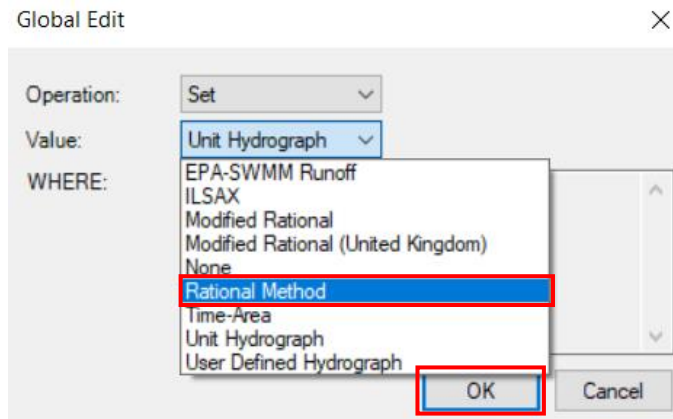 Global Edit
Operation: Set
Value: Unit Hydrograph
WHERE:
EPA-SWMM Runoff
ILSAX
Modified Rational
Modified Rational (United Kingdom)
None
Rational Method
Time-Area
Unit Hydrograph
User Defined Hydrograph
OK Cancel